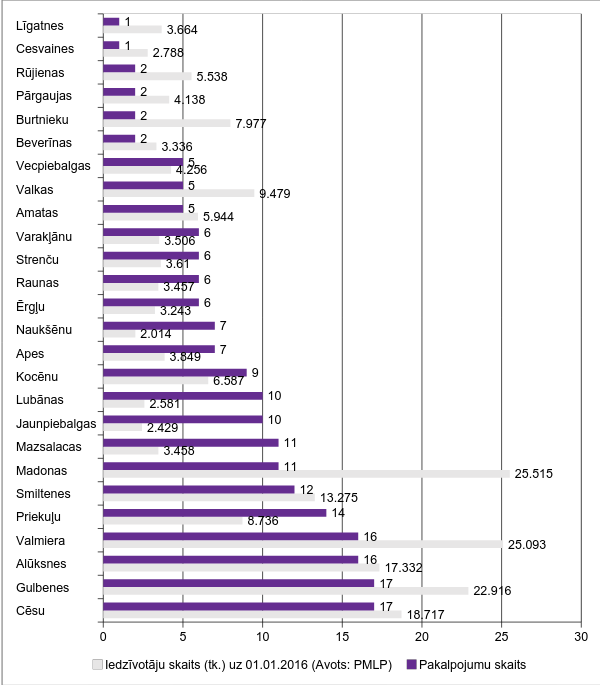 Līgatnes 1 3.664
Cesvaines 1 2.788
Rūjienas 2 5.538
Pārgaujas 2 4.138
Burtnieku 2 7.977
Beverīnas 2 3.336
Vecpiebalgas 5 4.256
Valkas 5 9.479
Amatas 5 5.944
Varakļānu 6 3.506
Strenču 6 3.61
Raunas 6 3.457
Ērgļu 6 3.243
Naukšēnu 7 2.014
Apes 7 3.849
Kocēnu 9 6.587
Lubānas 10 2.581
Jaunpiebalgas 10 2.429
Mazsalacas 11 3.458
Madonas 11 25.515
Smiltenes 12 13.275
Priekuļu 14 8.736
Valmiera 16 25.093
Alūksnes 16 17.332
Gulbenes 17 22.916
Cēsu 17 18.717
0 5 10 15 20 25 30
Iedzīvotāju skaits (tk.) uz 01.01.2016 (Avots: PMLP) Pakalpojumu skaits